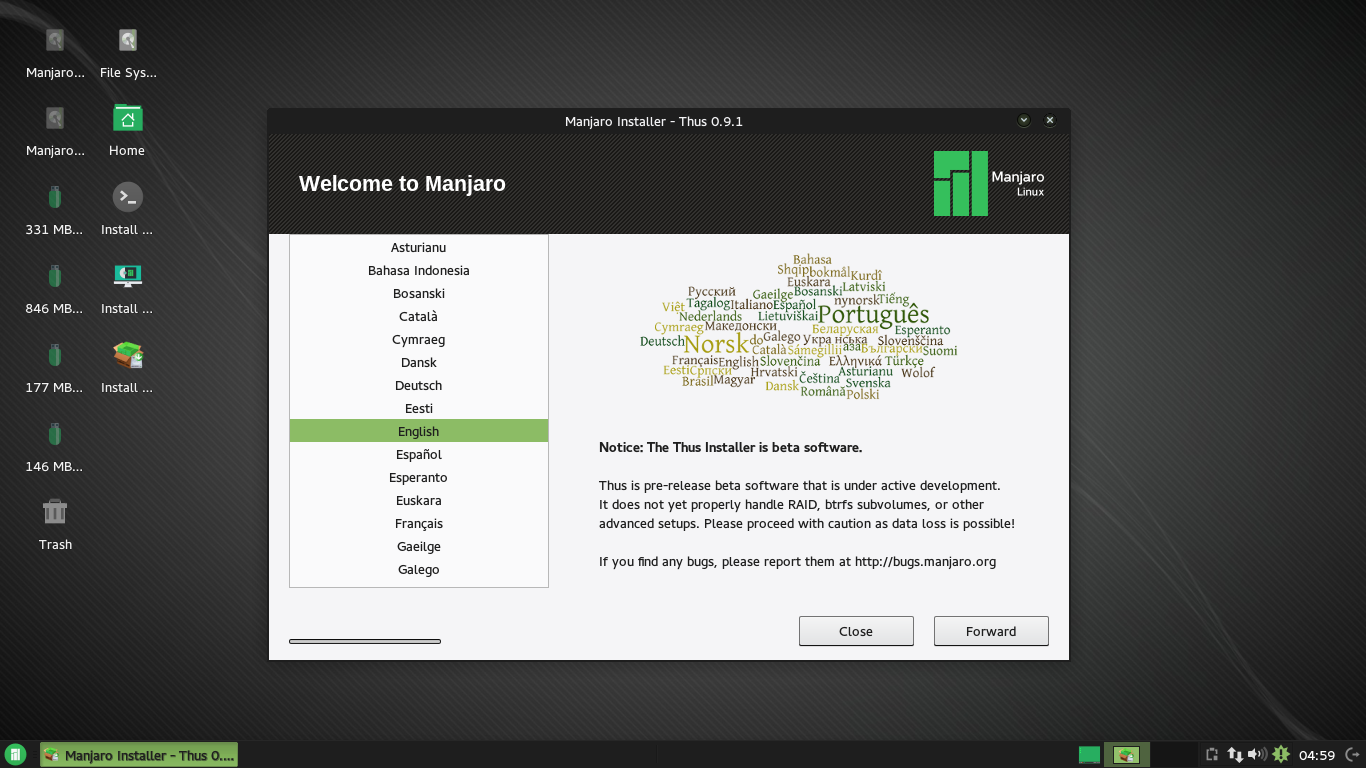 Manjaro...
File Sys...
Manjaro...
Home
331 MB...
Install ...
846 MB...
Install ...
177 MB...
Install ...
146 MB...
Trash
Manjaro Installer - Thus 0.9.1
Welcome to Manjaro
Manjaro
Linux
Asturianu
Bahasa Indonesia
Bosanski
Català
Cymraeg
Dansk
Deutsch
Eesti
English
Español
Esperanto
Euskara
Français
Gaeilge
Galego
Bahasa
Shqip bokmål Kurdî
Euskara
Русский Gaeilge Bosanski Latviski
Việt Tagalog Italiano Español nynorsk Tiếng
Nederlands Lietuviškai Português
Cymraeg Македонски Беларуская Esperanto
Deutsch Norsk do Galego укра нська Slovenščina
Català Sámegillij аза Български Suomi
Français English Slovenčina Ελληνικά Türkçe
Eesti Српски Hrvatski Asturianu Wolof
Brasil Magyar Dansk Čeština Svenska
Română Polski
Notice: The Thus Installer is beta software.
Thus is pre-release beta software that is under active development.
It does not yet properly handle RAID, btrfs subvolumes, or other
advanced setups. Please proceed with caution as data loss is possible!
If you find any bugs, please report them at http://bugs.manjaro.org
Close
Forward
Manjaro Installer - Thus 0....
04:59